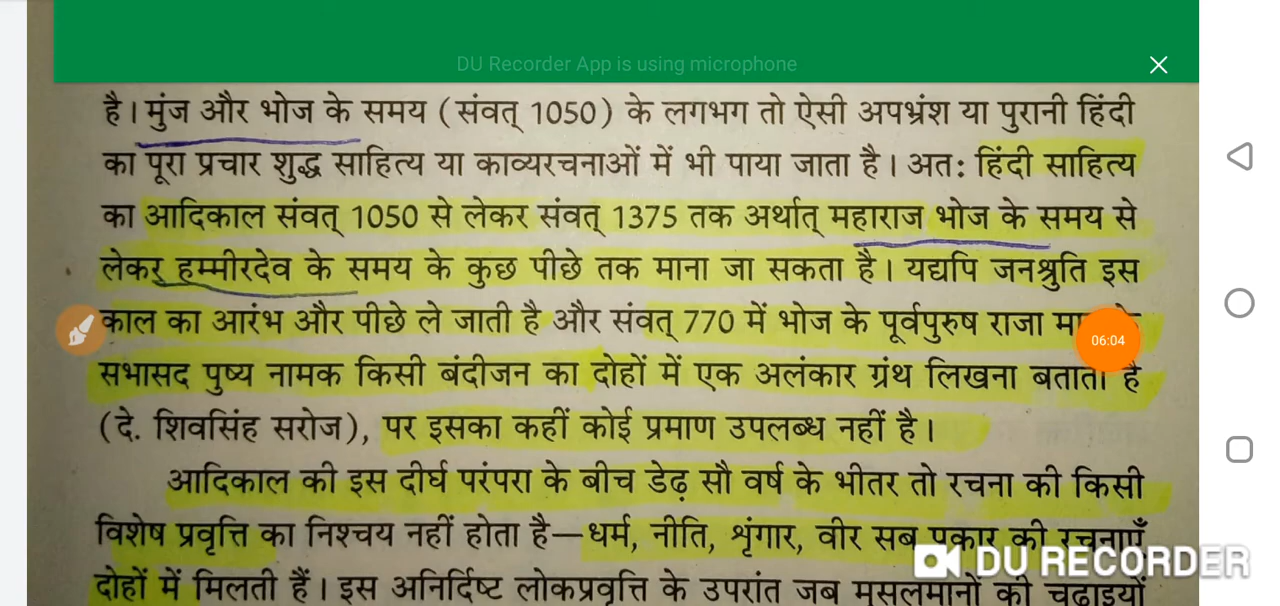 DU Recorder App is using microphone
है। मुंज और भोज के समय (संवत् 1050) के लगभग तो ऐसी अपभ्रंश या पुरानी हिंदी
का पूरा प्रचार शुद्ध साहित्य या काव्यरचनाओं में भी पाया जाता है। अत: हिंदी साहित्य
का आदिकाल संवत् 1050 से लेकर संवत् 1375 तक अर्थात् महाराज भोज के समय से
लेकर हम्मीरदेव के समय के कुछ पीछे तक माना जा सकता है। यद्यपि जनश्रुति इस
काल का आरंभ और पीछे ले जाती है और संवत् 770 में भोज के पूर्वपुरुष राजा
06:04
सभासद पुष्य नामक किसी बंदीजन का दोहों में एक अलंकार ग्रंथ लिखना बताती है
(दे. शिवसिंह सरोज), पर इसका कहीं कोई प्रमाण उपलब्ध नहीं है।
आदिकाल की इस दीर्घ परंपरा के बीच डेढ़ सौ वर्ष के भीतर तो रचना की किसी
विशेष प्रवृत्ति का निश्चय नहीं होता है—धर्म, नीति, शृंगार, वीर सब प्रकार की रचनाएँ
DU RECORDER
दोहों में मिलती हैं। इस अनिर्दिष्ट लोकप्रवृत्ति के उपरांत जब मुसलमानों की चढ़ाइयों